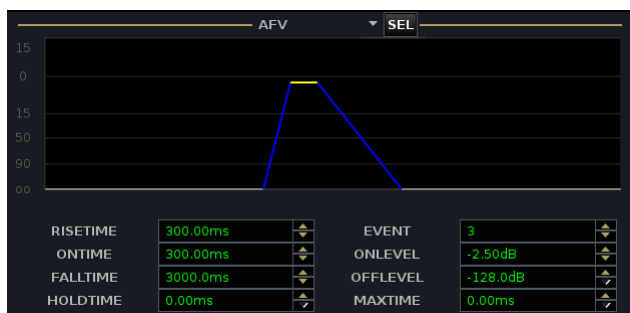 AFV SEL
15
0
15
50
90
oo
RISETIME 300.00ms EVENT 3
ONTIME 300.00ms ONLEVEL -2.50dB
FALLTIME 3000.0ms OFFLEVEL -128.0dB
HOLDTIME 0.00ms MAXTIME 0.00ms